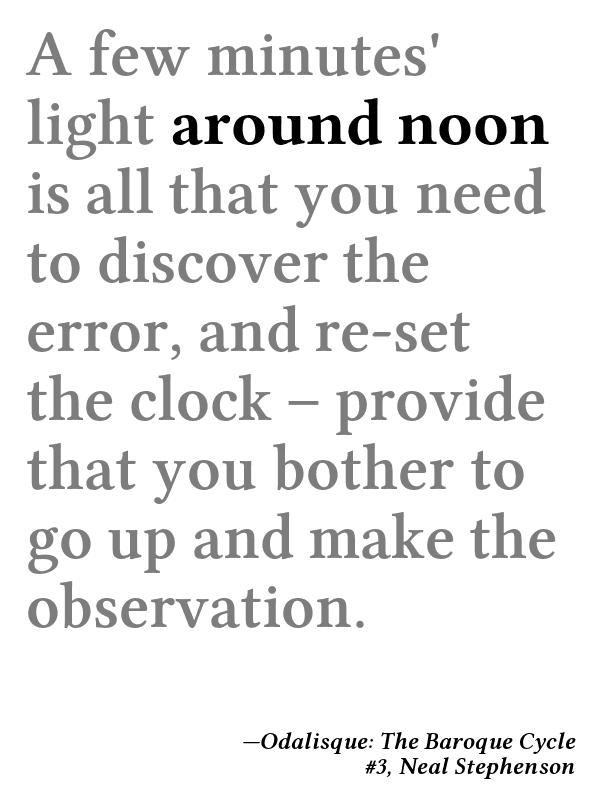 A few minutes'
light around noon
is all that you need
to discover the
error, and re-set
the clock – provide
that you bother to
go up and make the
observation.
—Odalisque: The Baroque Cycle
#3, Neal Stephenson